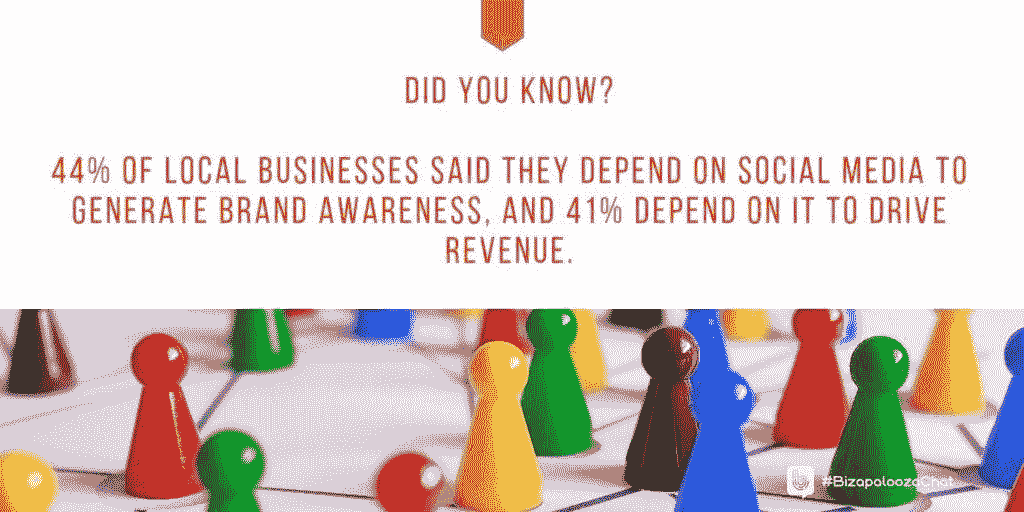 DID YOU KNOW?
44% OF LOCAL BUSINESSES SAID THEY DEPEND ON SOCIAL MEDIA TO
GENERATE BRAND AWARENESS, AND 41% DEPEND ON IT TO DRIVE
REVENUE.
#BizapaloozaChat